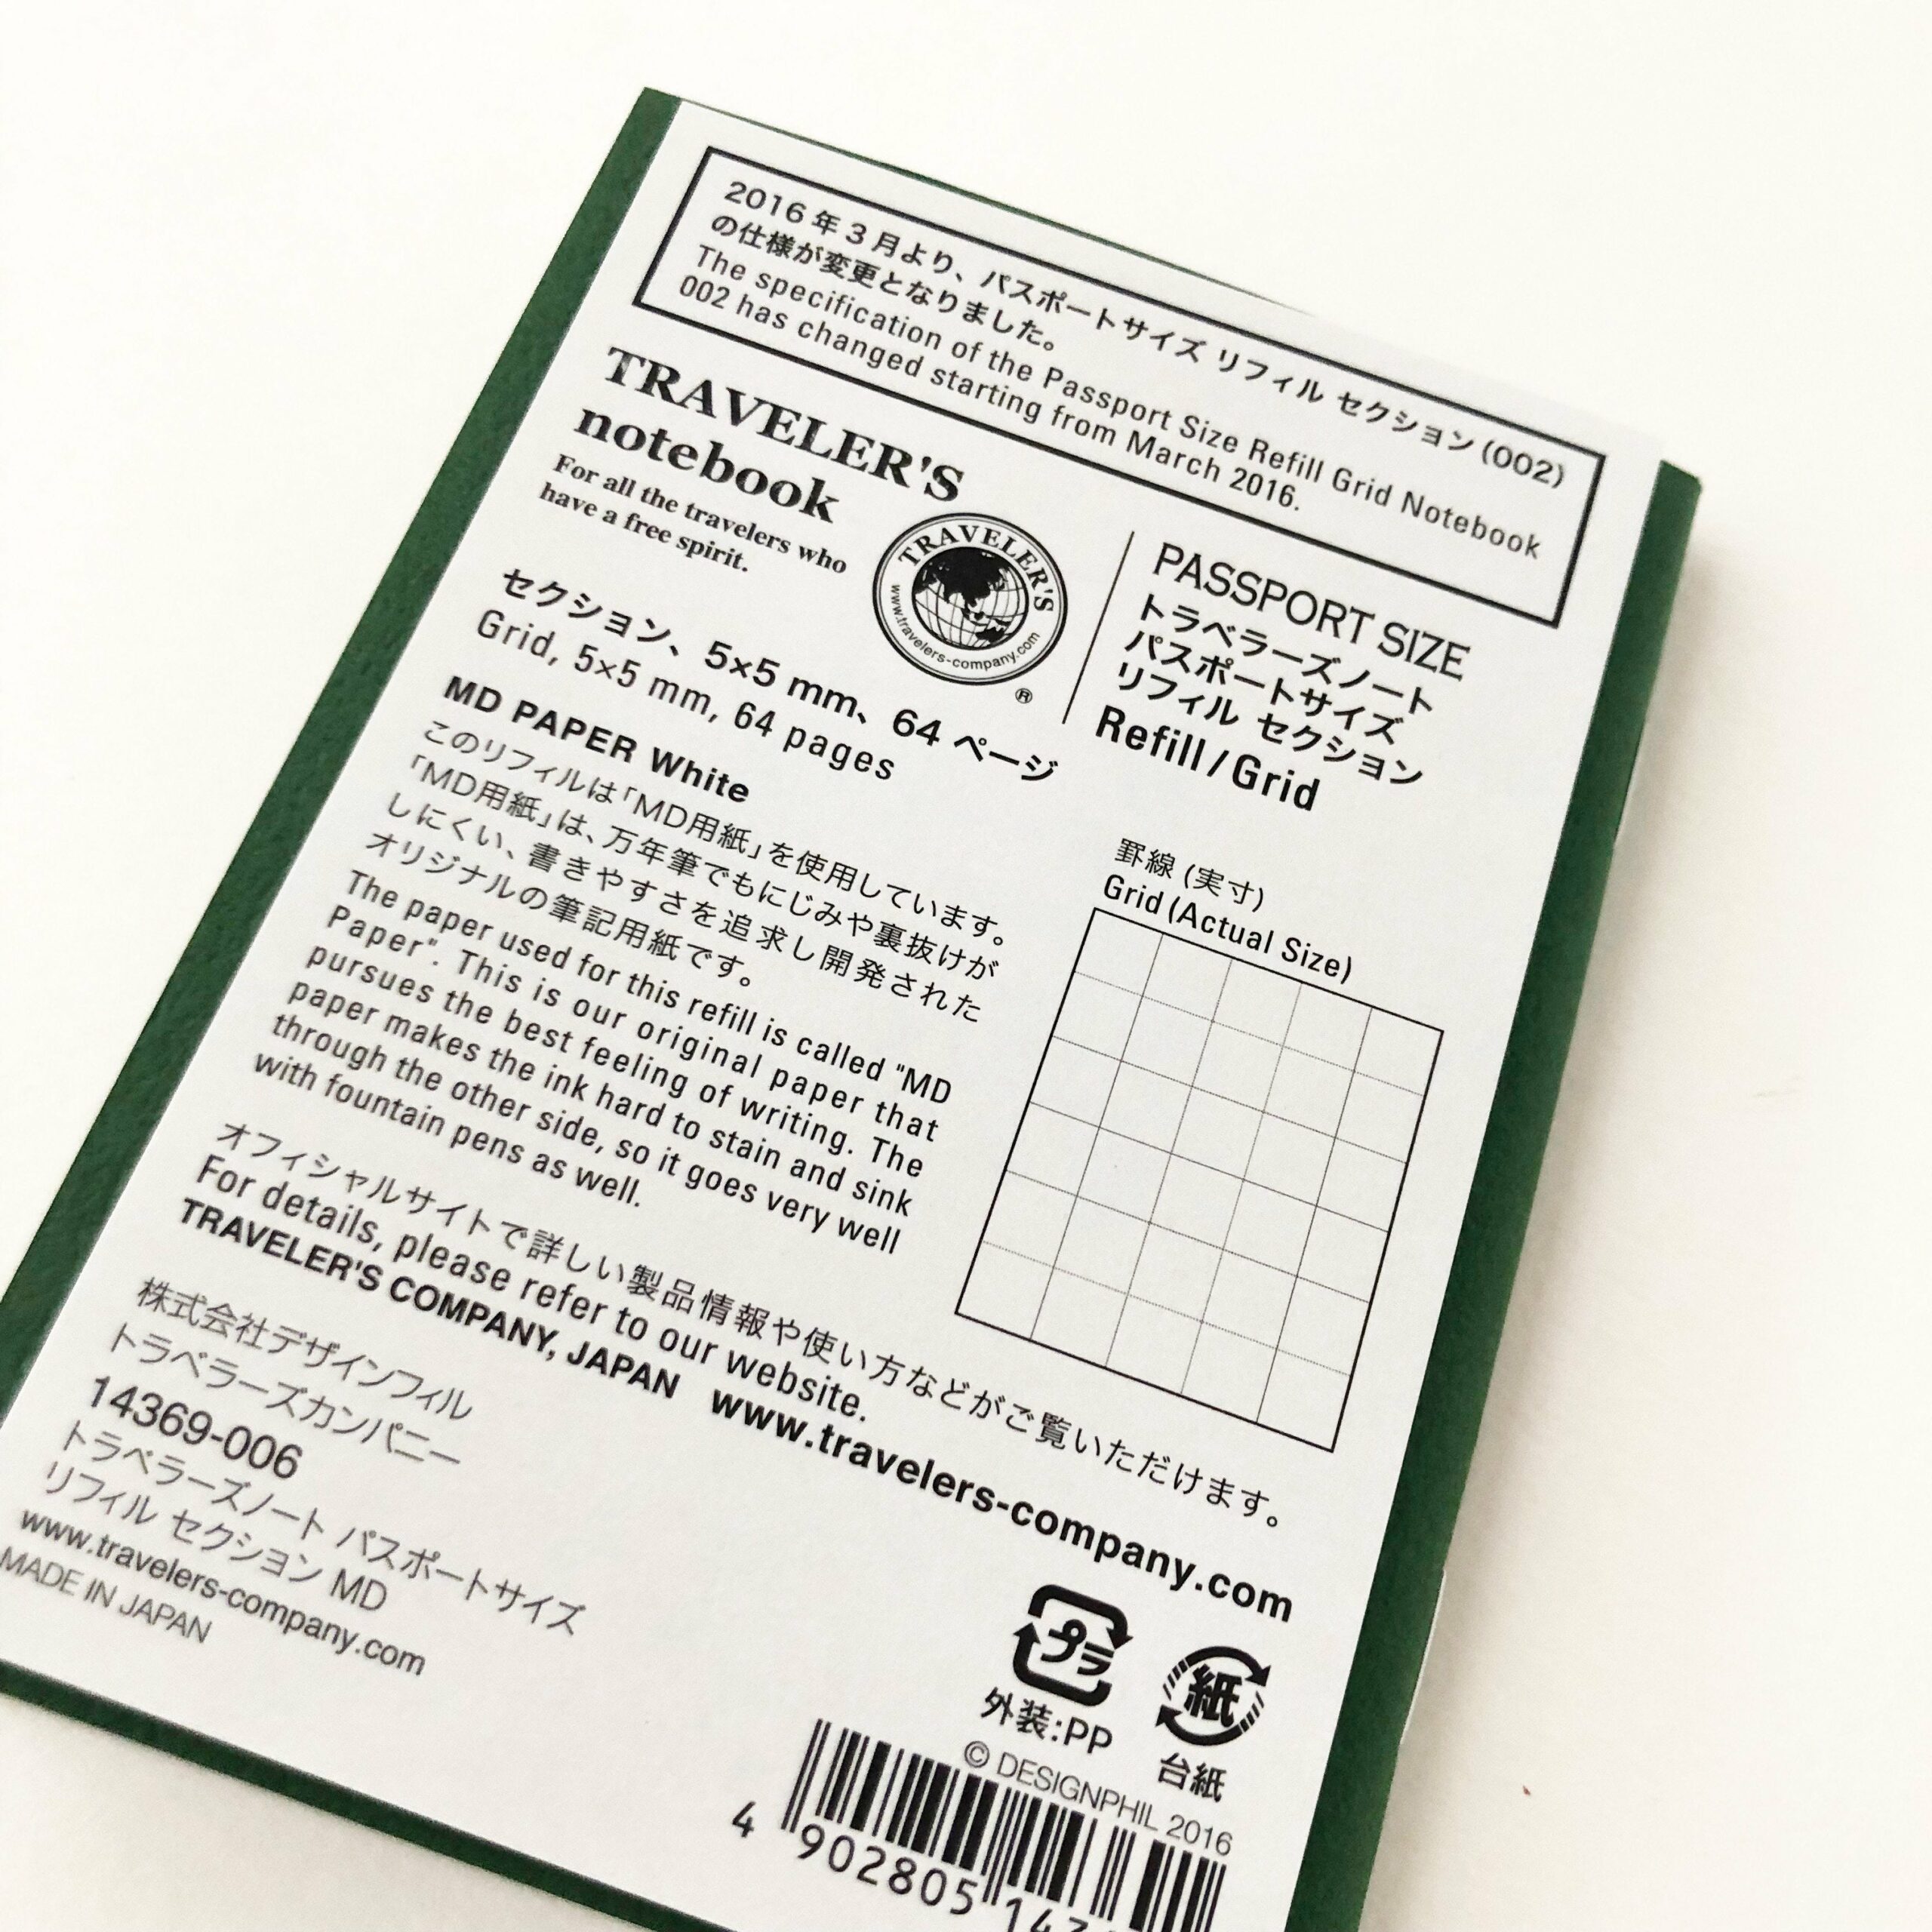 2016年3月より、パスポートサイズ リフィル セクション(002)
の仕様が変更となりました。
The specification of the Passport Size Refill Grid Notebook
002 has changed starting from March 2016.
TRAVELER'S
notebook
For all the travelers who
have a free spirit.
TRAVELER'S
www.travelers-company.com
®
PASSPORT SIZE
トラベラーズノート
パスポートサイズ
リフィル セクション
Refill/Grid
セクション、5×5 mm、64 ページ
Grid, 5×5 mm, 64 pages
MD PAPER White
このリフィルは「MD用紙」を使用しています。
「MD用紙」は、万年筆でもにじみや裏抜けが
しにくい、書きやすさを追求し開発された
オリジナルの筆記用紙です。
The paper used for this refill is called "MD
Paper". This is our original paper that
pursues the best feeling of writing. The
paper makes the ink hard to stain and sink
through the other side, so it goes very well
with fountain pens as well.
罫線(実寸)
Grid(Actual Size)
オフィシャルサイトで詳しい製品情報や使い方などがご覧いただけます。
For details, please refer to our website.
TRAVELER'S COMPANY, JAPAN www.travelers-company.com
株式会社デザインフィル
トラベラーズカンパニー
14369-006
トラベラーズノート パスポートサイズ
リフィル セクション MD
www.travelers-company.com
MADE IN JAPAN
プラ
外装:PP
紙
台紙
© DESIGNPHIL 2016
4 902805 143